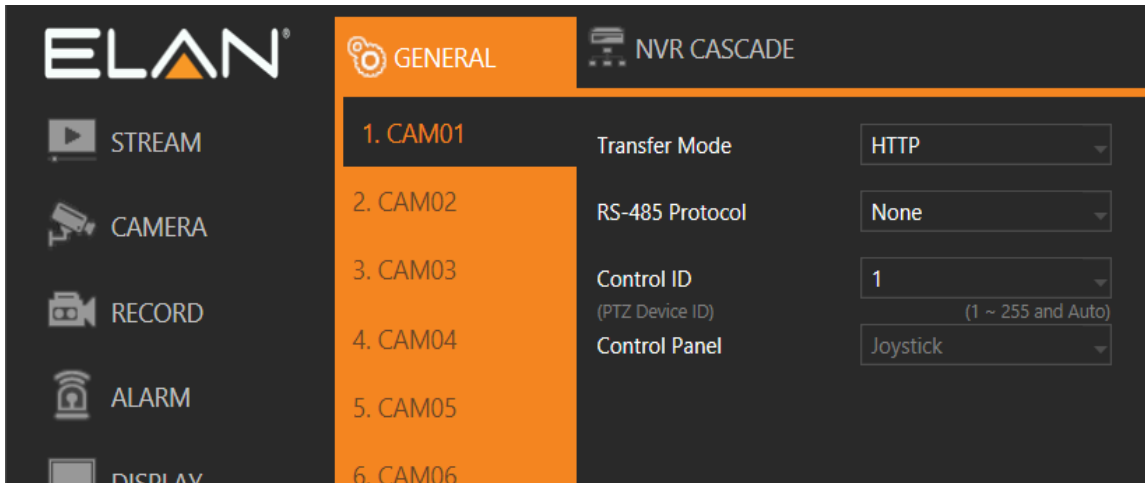 ELAN®
GENERAL
NVR CASCADE
STREAM
CAMERA
RECORD
ALARM
DISPLAY
1. CAM01
2. CAM02
3. CAM03
4. CAM04
5. CAM05
6. CAM06
Transfer Mode HTTP
RS-485 Protocol None
Control ID 1
(PTZ Device ID) (1 ~ 255 and Auto)
Control Panel Joystick